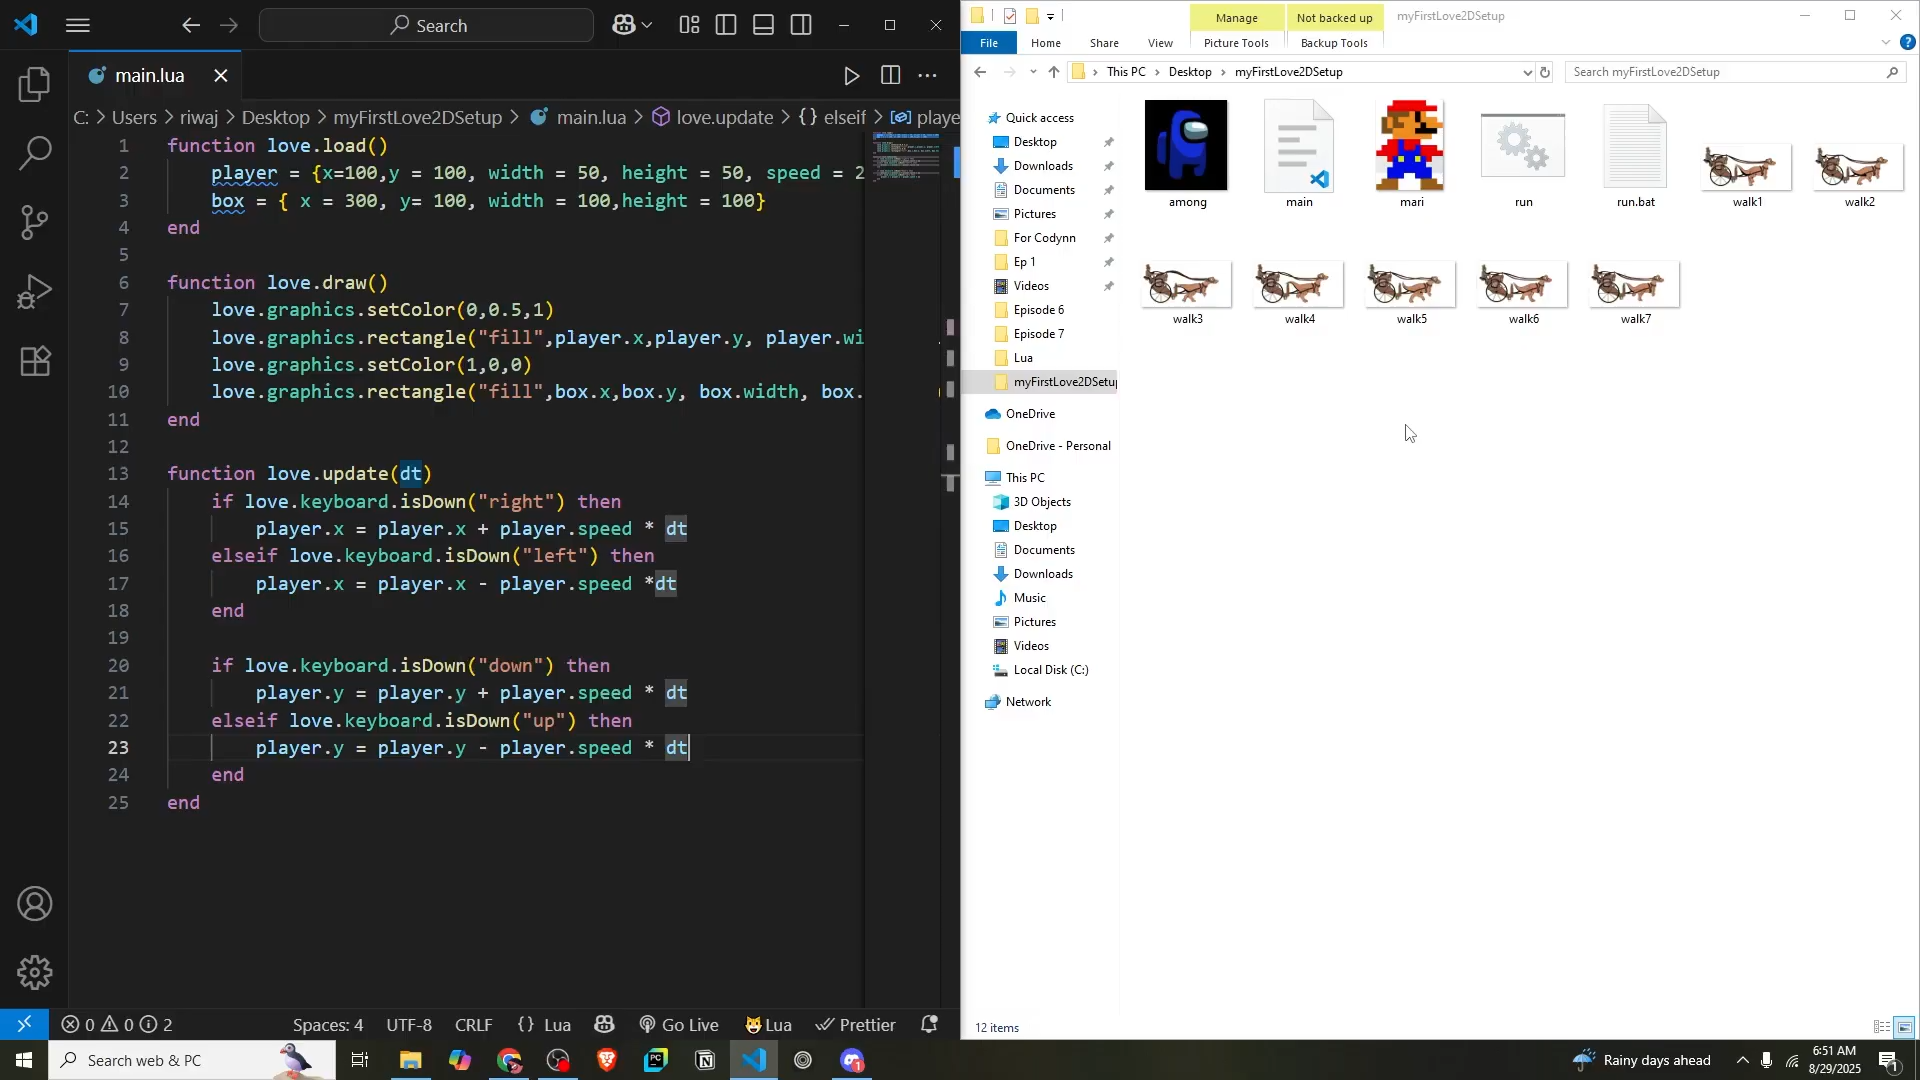 Search
main.lua
C: > Users > riwaj > Desktop > myFirstLove2DSetup > main.lua > love.update > {} elseif > playe
1 function love.load()
2 player = {x=100,y = 100, width = 50, height = 50, speed = 2
3 box = { x = 300, y= 100, width = 100,height = 100}
4 end
5
6 function love.draw()
7 love.graphics.setColor(0,0.5,1)
8 love.graphics.rectangle("fill",player.x,player.y, player.wi
9 love.graphics.setColor(1,0,0)
10 love.graphics.rectangle("fill",box.x,box.y, box.width, box.
11 end
12
13 function love.update(dt)
14 if love.keyboard.isDown("right") then
15 player.x = player.x + player.speed * dt
16 elseif love.keyboard.isDown("left") then
17 player.x = player.x - player.speed *dt
18 end
19
20 if love.keyboard.isDown("down") then
21 player.y = player.y + player.speed * dt
22 elseif love.keyboard.isDown("up") then
23 player.y = player.y - player.speed * dt
24 end
25 end
0 0 2 Spaces: 4 UTF-8 CRLF {} Lua Go Live Lua Prettier
Manage Not backed up myFirstLove2DSetup
File Home Share View Picture Tools Backup Tools
This PC > Desktop > myFirstLove2DSetup Search myFirstLove2DSetup
Quick access
Desktop
Downloads
Documents
Pictures
For Codynn
Ep 1
Videos
Episode 6
Episode 7
Lua
myFirstLove2DSetup
OneDrive
OneDrive - Personal
This PC
3D Objects
Desktop
Documents
Downloads
Music
Pictures
Videos
Local Disk (C:)
Network
among main mari run run.bat walk1 walk2
walk3 walk4 walk5 walk6 walk7
12 items
Search web & PC
Rainy days ahead
6:51 AM
8/29/2025